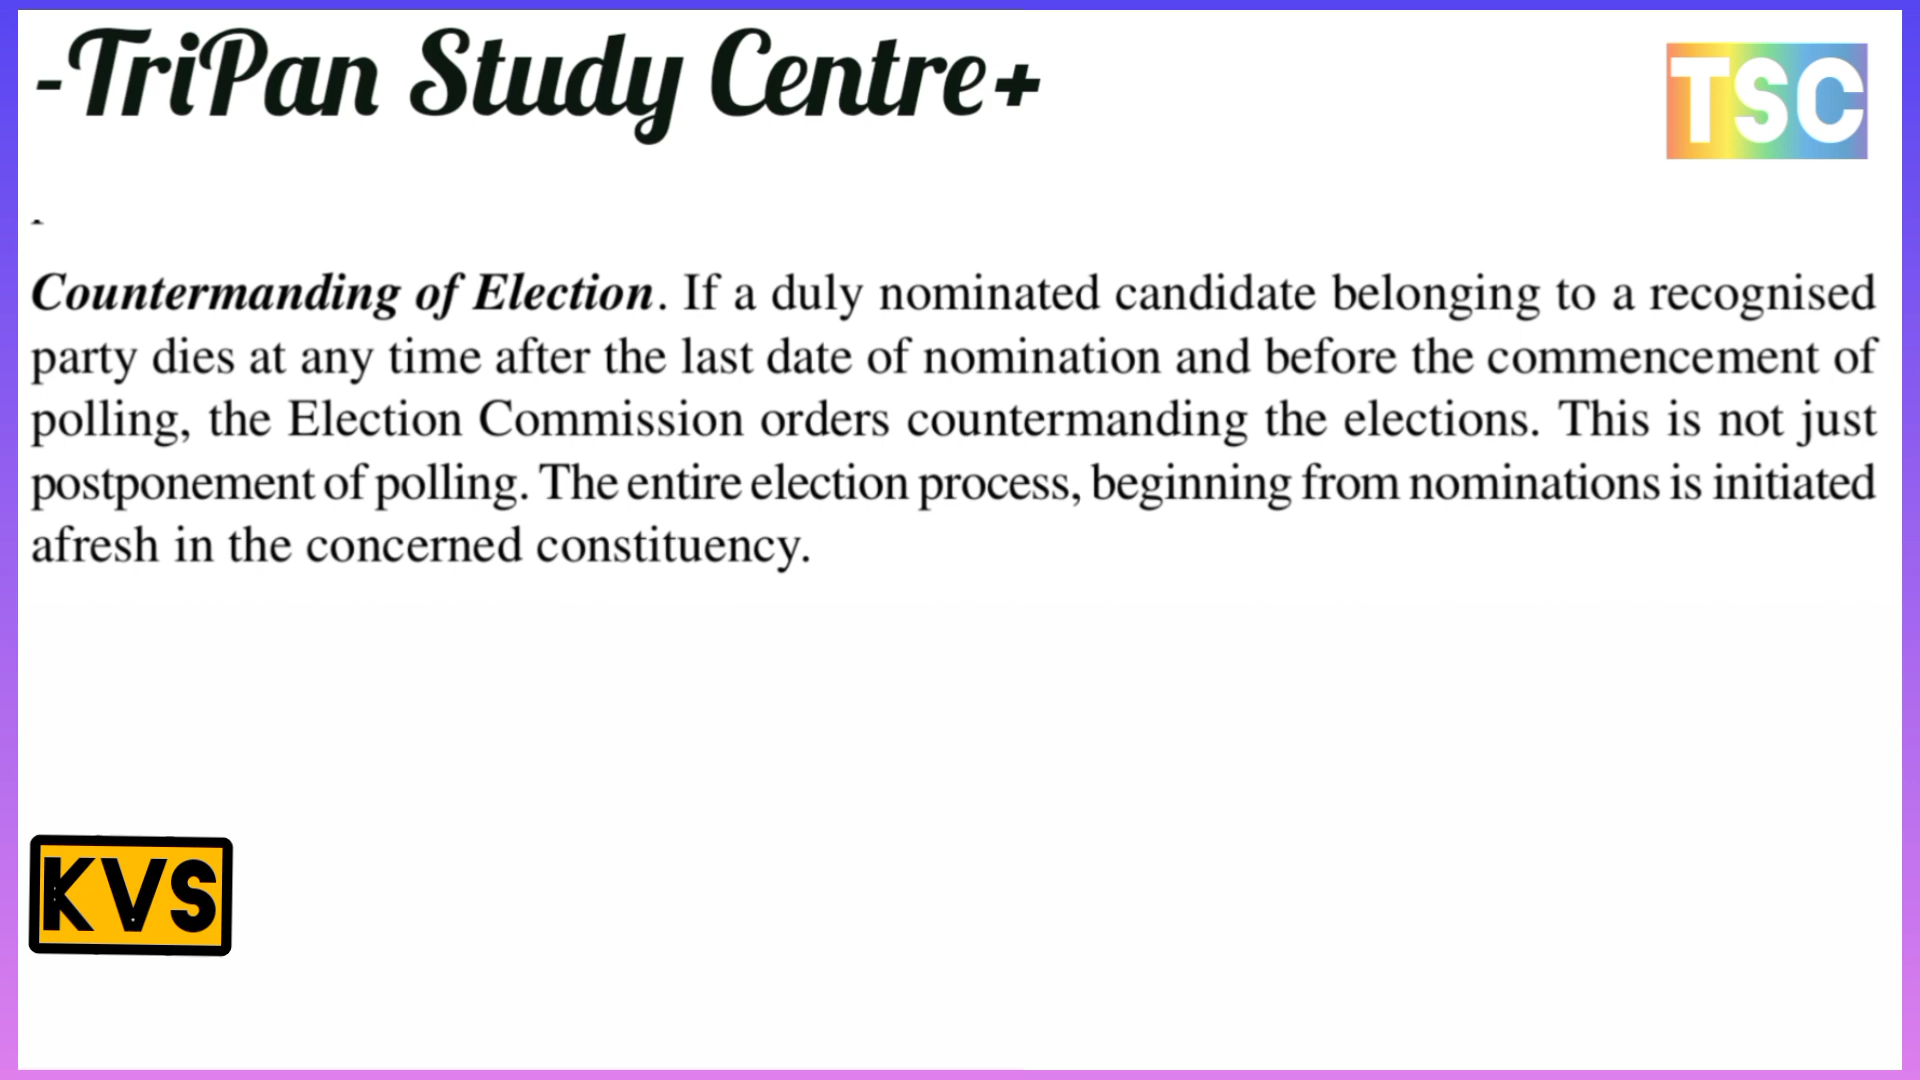 -TriPan Study Centre+
TSC
Countermanding of Election. If a duly nominated candidate belonging to a recognised
party dies at any time after the last date of nomination and before the commencement of
polling, the Election Commission orders countermanding the elections. This is not just
postponement of polling. The entire election process, beginning from nominations is initiated
afresh in the concerned constituency.
KVS